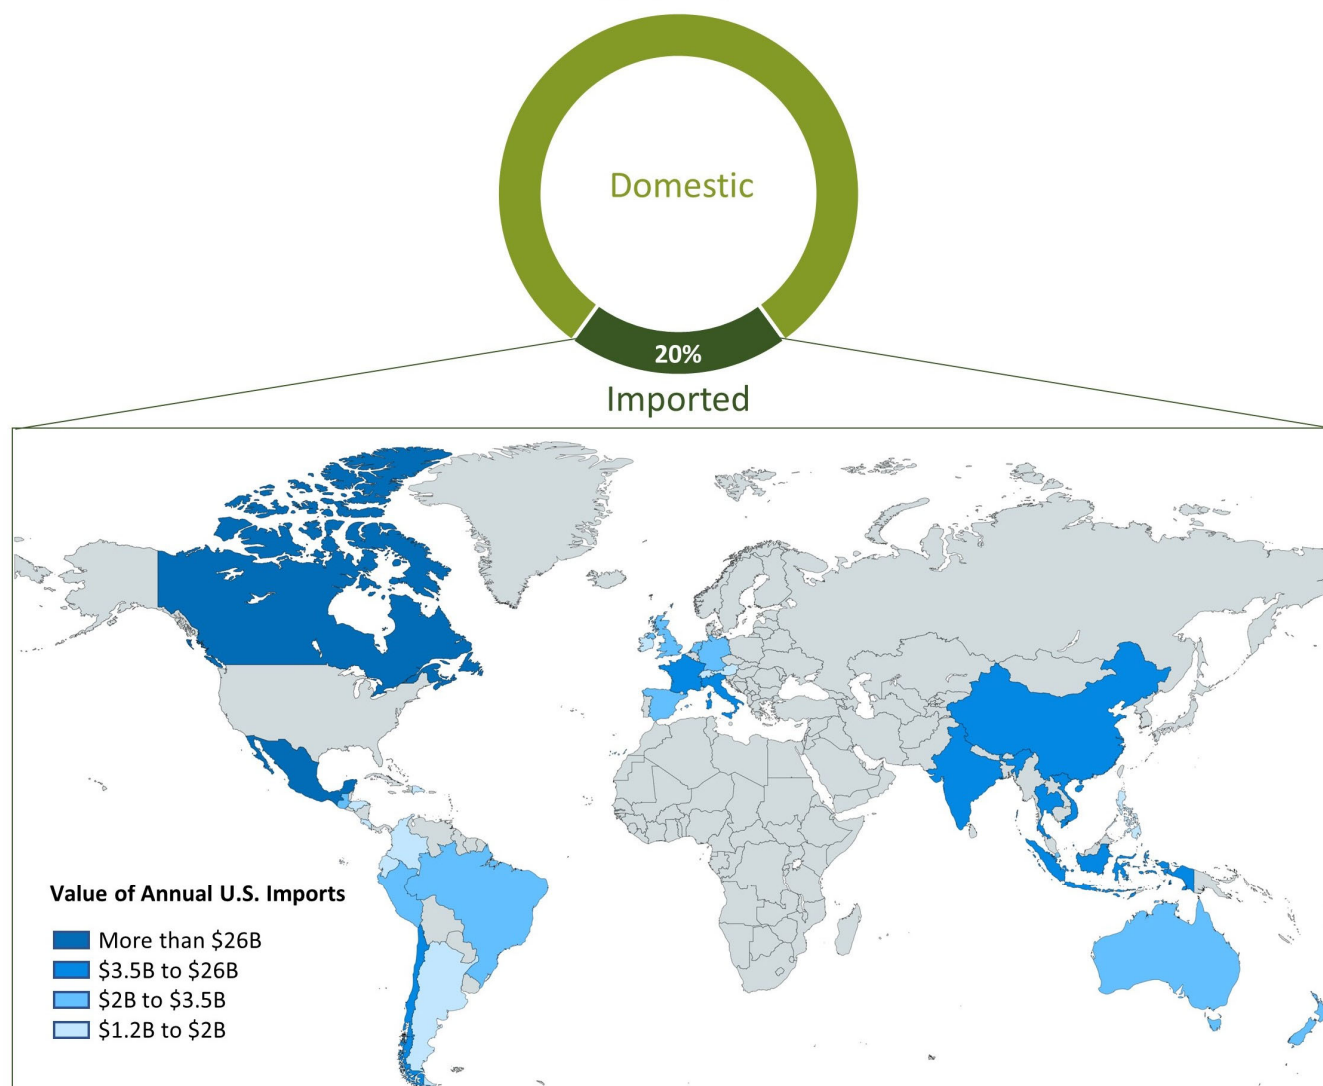 Domestic
20%
Imported
Value of Annual U.S. Imports
More than $26B
$3.5B to $26B
$2B to $3.5B
$1.2B to $2B